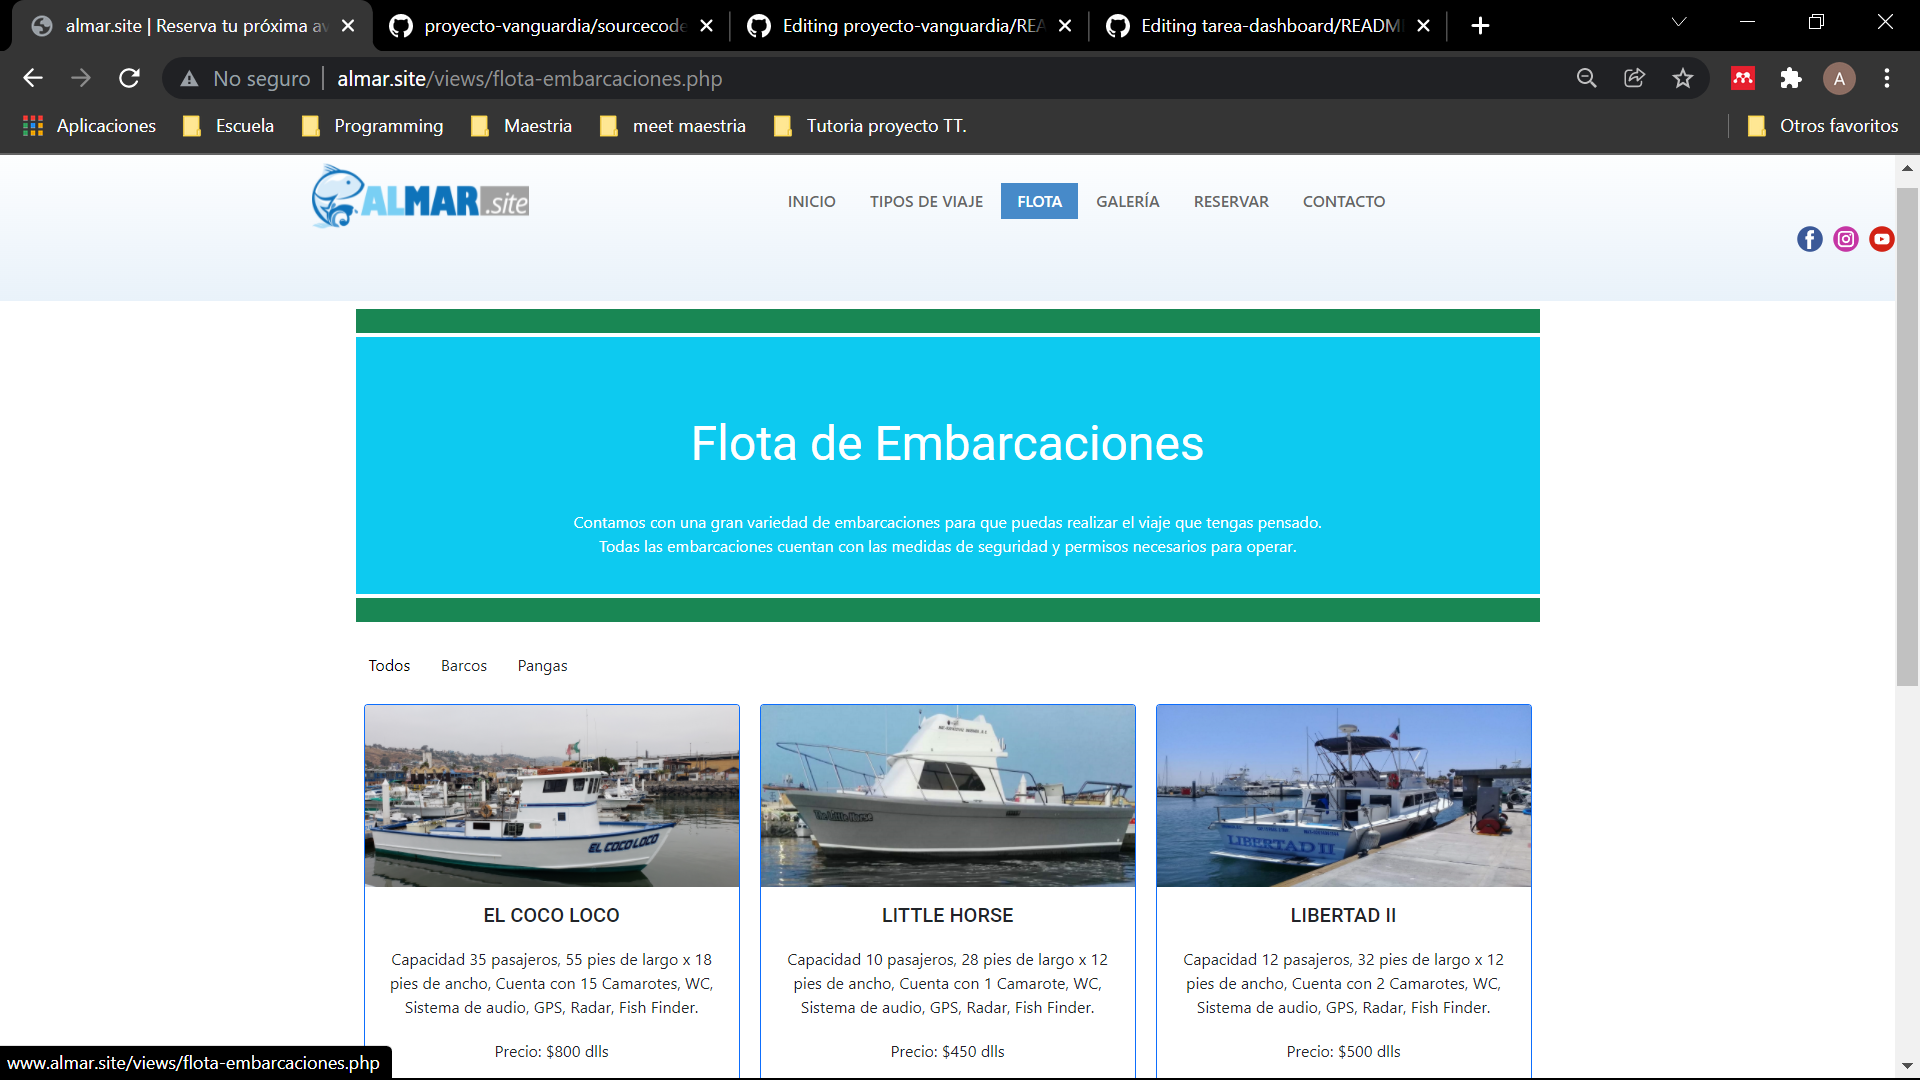 almar.site | Reserva tu próxima av
proyecto-vanguardia/sourcecode
Editing proyecto-vanguardia/REA
Editing tarea-dashboard/READM
No seguro
almar.site/views/flota-embarcaciones.php
A
Aplicaciones
Escuela
Programming
Maestria
meet maestria
Tutoria proyecto TT.
Otros favoritos
ALMAR.site
INICIO
TIPOS DE VIAJE
FLOTA
GALERÍA
RESERVAR
CONTACTO
Flota de Embarcaciones
Contamos con una gran variedad de embarcaciones para que puedas realizar el viaje que tengas pensado.
Todas las embarcaciones cuentan con las medidas de seguridad y permisos necesarios para operar.
Todos
Barcos
Pangas
EL COCO LOCO
The Little Horse
LIBERTAD II
EL COCO LOCO
Capacidad 35 pasajeros, 55 pies de largo x 18
pies de ancho, Cuenta con 15 Camarotes, WC,
Sistema de audio, GPS, Radar, Fish Finder.
Precio: $800 dlls
LITTLE HORSE
Capacidad 10 pasajeros, 28 pies de largo x 12
pies de ancho, Cuenta con 1 Camarote, WC,
Sistema de audio, GPS, Radar, Fish Finder.
Precio: $450 dlls
LIBERTAD II
Capacidad 12 pasajeros, 32 pies de largo x 12
pies de ancho, Cuenta con 2 Camarotes, WC,
Sistema de audio, GPS, Radar, Fish Finder.
Precio: $500 dlls
www.almar.site/views/flota-embarcaciones.php